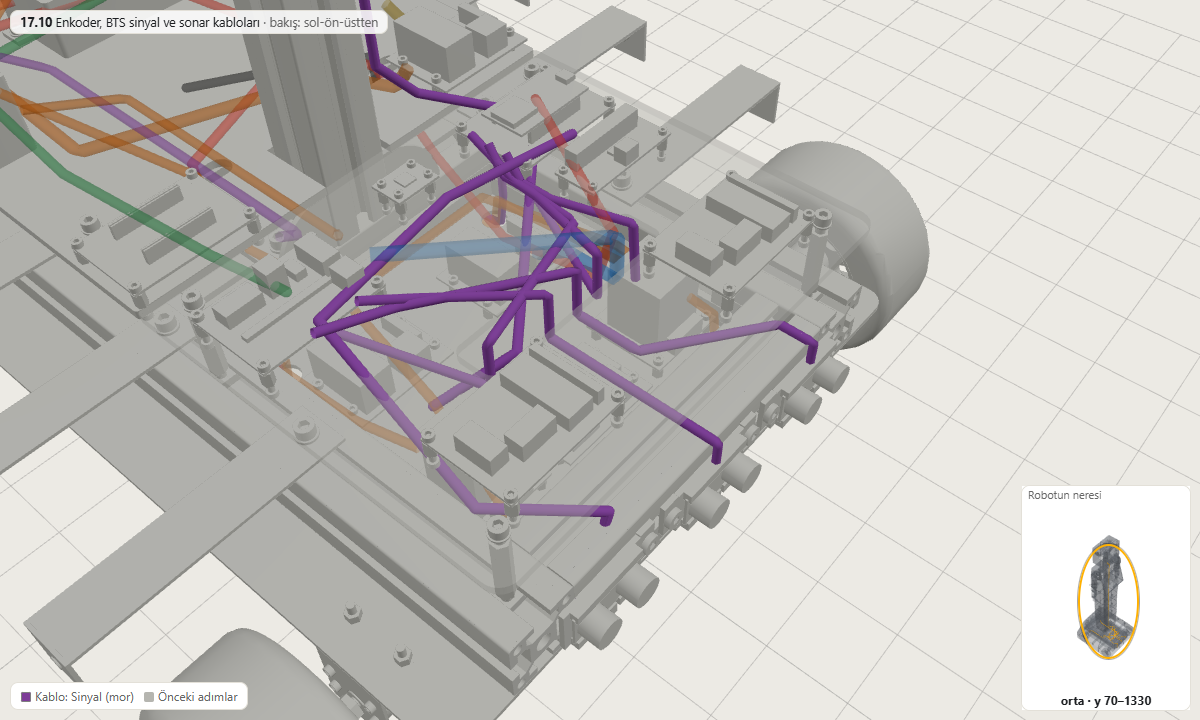 17.10 Enkoder, BTS sinyal ve sonar kabloları · bakış: sol-ön-üstten
Robotun neresi
orta · y 70–1330
Kablo: Sinyal (mor) Önceki adımlar